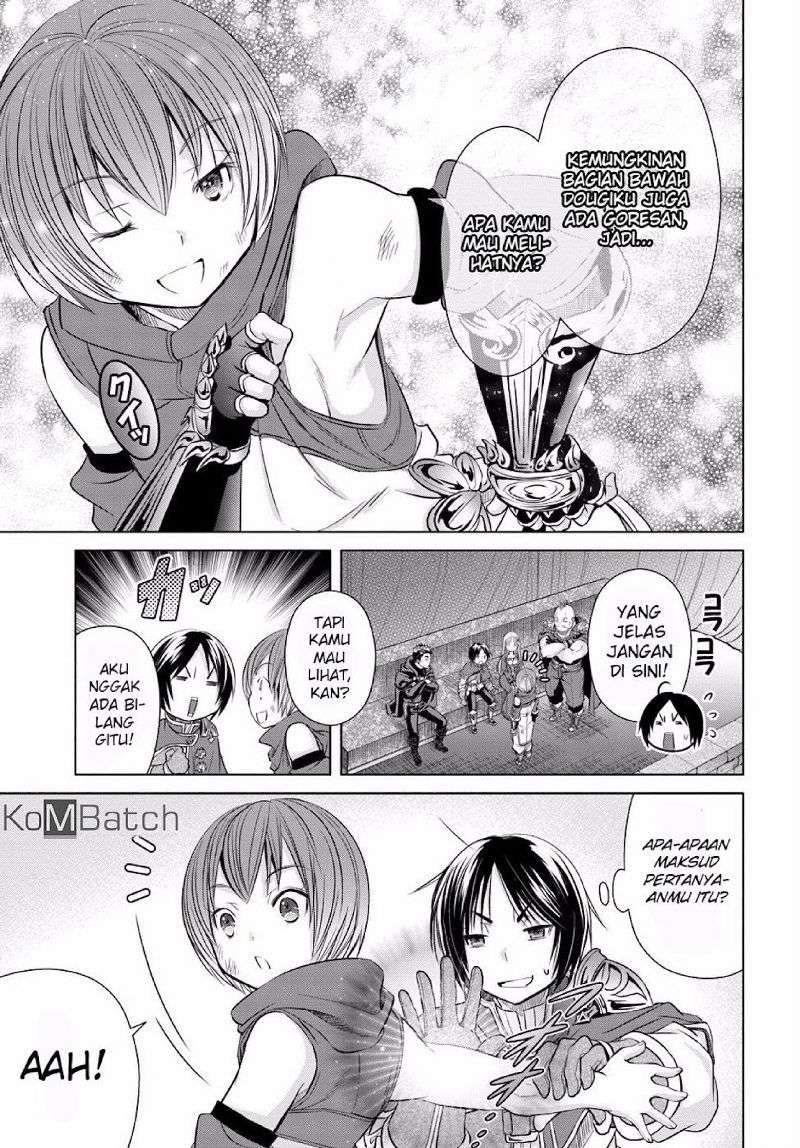 KEMUNGKINAN
BAGIAN BAWAH
DOUGIKU JUGA
ADA GORESAN,
JADI...
APA KAMU
MAU MELI-
HATNYA?
クイッ
YANG
JELAS
JANGAN
DI SINI!
コラコラ
TAPI
KAMU
MAU
LIHAT,
KAN?
カッ
AKU
NGGAK
ADA BI-
LANG
GITU!
KoMBatch
APA-APAAN
MAKSUD
PERTANYA-
ANMU ITU?
AAH!